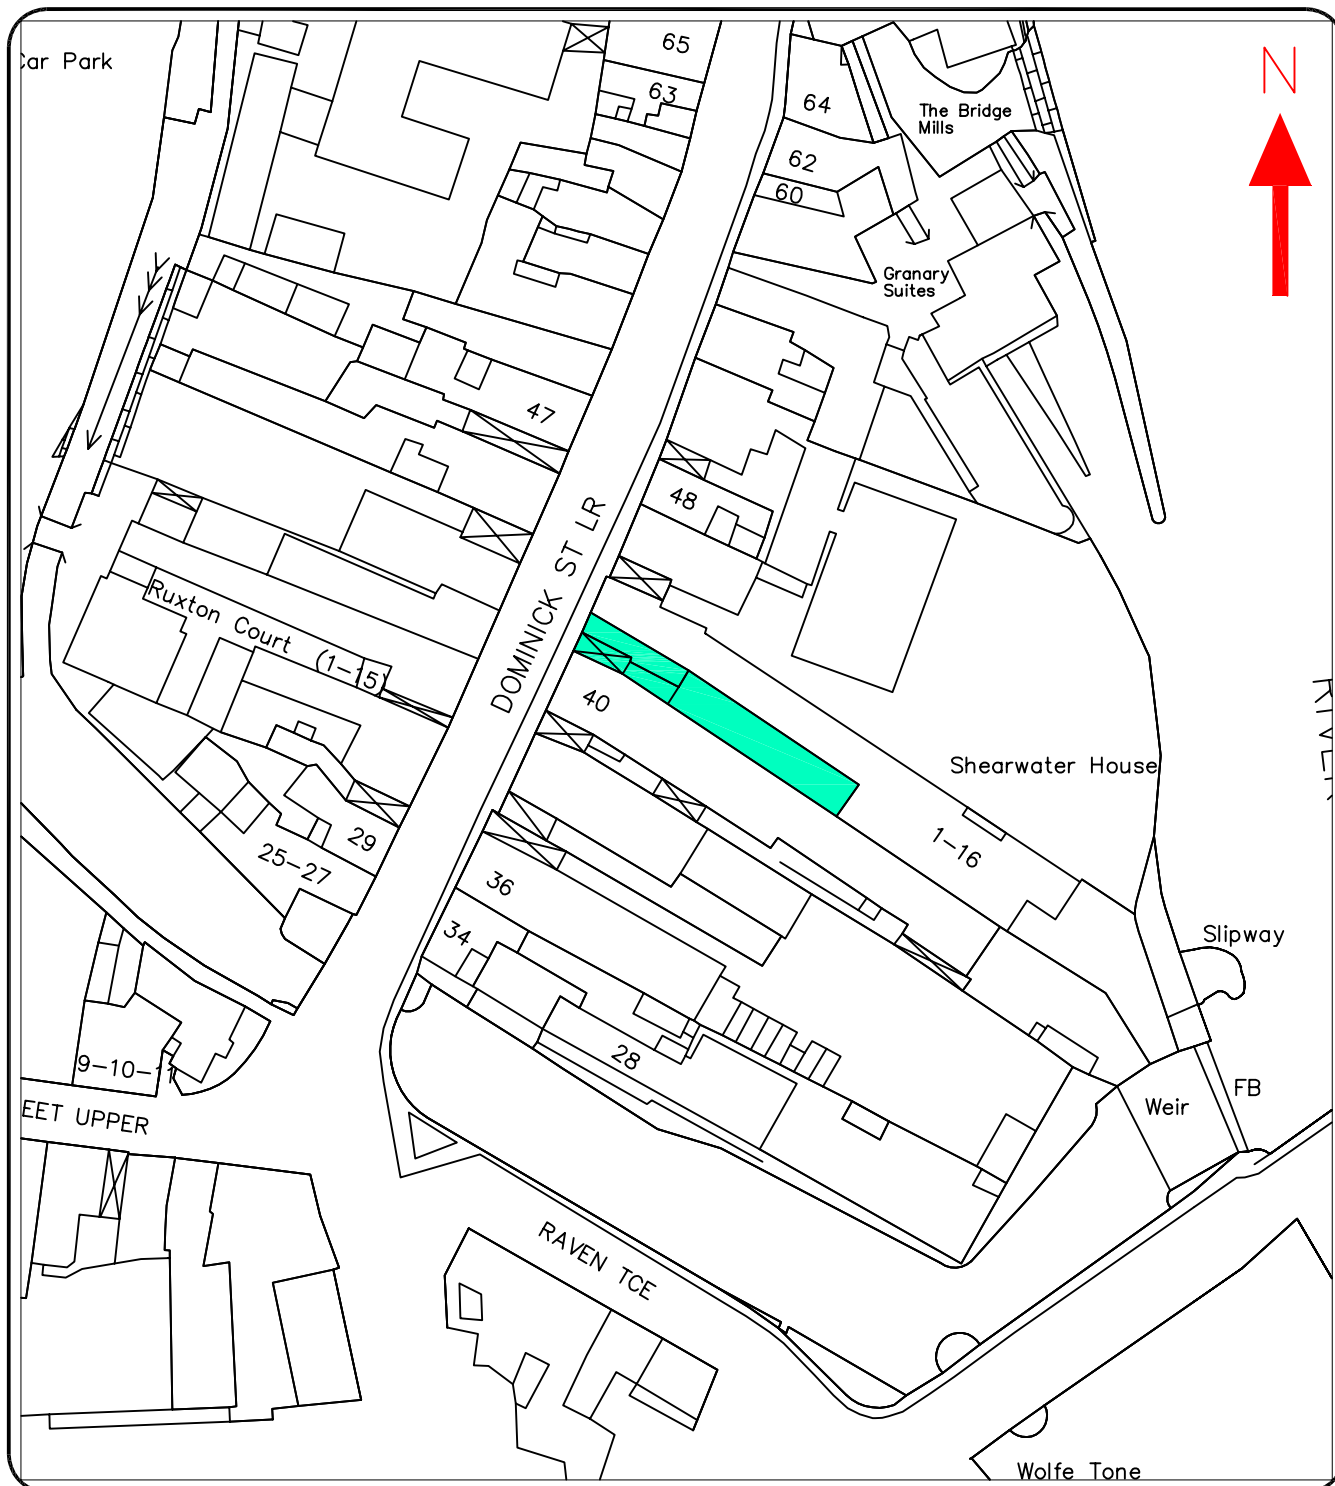 65
Car Park
N
63
64
The Bridge
Mills
62
60
Granary
Suites
47
48
DOMINICK ST LR
Ruxton Court (1-15)
40
Shearwater House
RIVER
29
1-16
25-27
36
34
Slipway
28
9-10-11
FB
EET UPPER
Weir
RAVEN TCE
Wolfe Tone